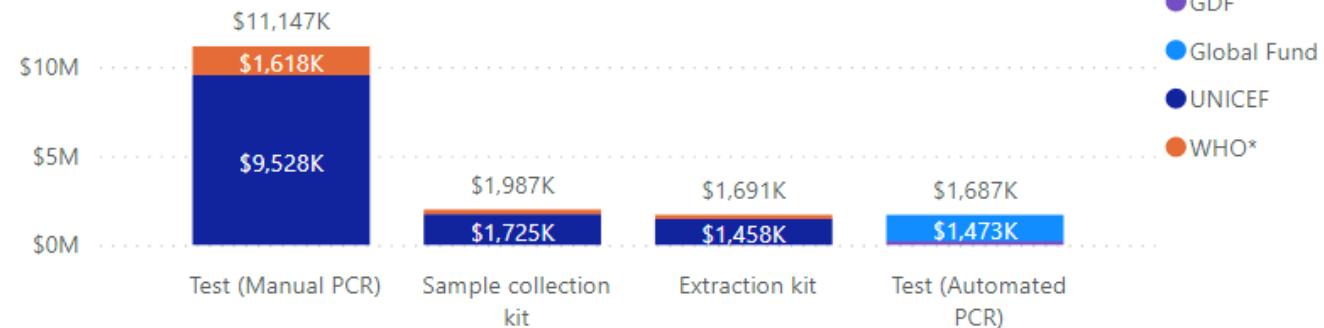 $11,147K
$10M
$1,618K
$5M
$9,528K
$0M
$1,987K
$1,725K
$1,691K
$1,458K
$1,687K
$1,473K
Test (Manual PCR)
Sample collection
kit
Extraction kit
Test (Automated
PCR)
GDF
Global Fund
UNICEF
WHO*